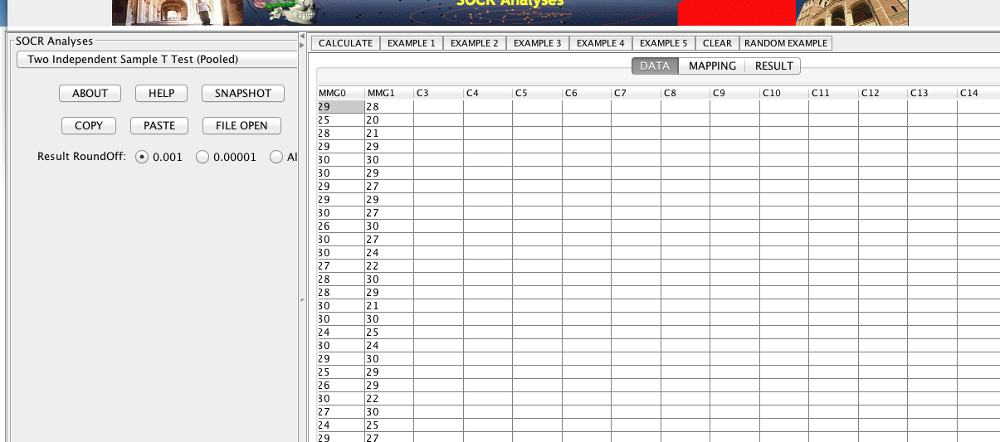 SOCR Analyses
SOCR Analyses
Two Independent Sample T Test (Pooled)
ABOUT HELP SNAPSHOT
COPY PASTE FILE OPEN
Result RoundOff: 0.001 0.00001 Al
CALCULATE EXAMPLE 1 EXAMPLE 2 EXAMPLE 3 EXAMPLE 4 EXAMPLE 5 CLEAR RANDOM EXAMPLE
DATA MAPPING RESULT
MMG0 MMG1 C3 C4 C5 C6 C7 C8 C9 C10 C11 C12 C13 C14
29 28
25 20
28 21
29 29
30 30
30 29
29 27
29 29
30 27
26 30
30 27
30 24
27 22
28 30
28 29
30 21
30 30
24 25
30 24
29 30
25 29
26 29
30 22
27 30
24 25
29 27